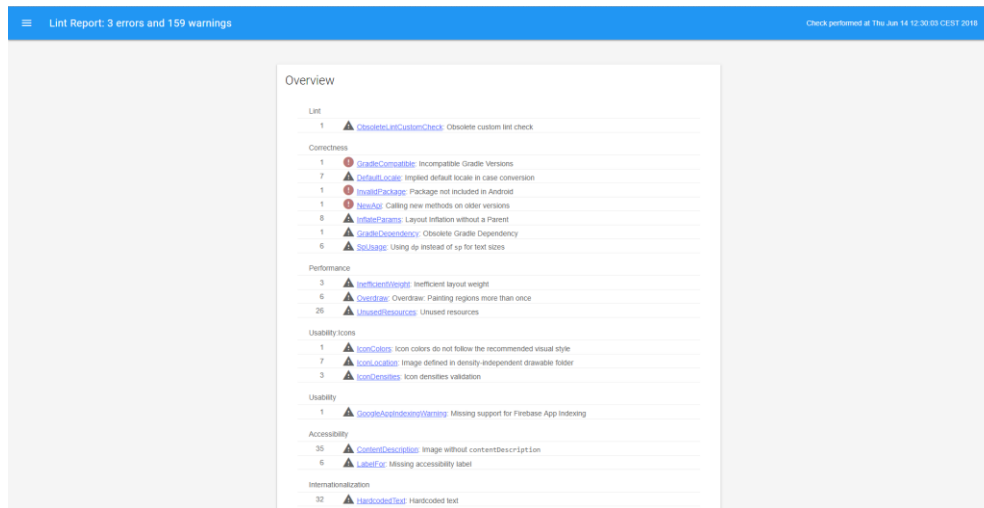 Lint Report: 3 errors and 159 warnings
Check performed at Thu Jun 14 12:30:03 CEST 2018
Overview
Lint
1 ObsoleteLintCustomCheck: Obsolete custom lint check
Correctness
1 GradleCompatible: Incompatible Gradle Versions
7 DefaultLocale: Implied default locale in case conversion
1 InvalidPackage: Package not included in Android
1 NewApi: Calling new methods on older versions
8 InflateParams: Layout Inflation without a Parent
1 GradleDependency: Obsolete Gradle Dependency
6 SpUsage: Using dp instead of sp for text sizes
Performance
3 InefficientWeight: Inefficient layout weight
6 Overdraw: Overdraw: Painting regions more than once
26 UnusedResources: Unused resources
Usability:Icons
1 IconColors: Icon colors do not follow the recommended visual style
7 IconLocation: Image defined in density-independent drawable folder
3 IconDensities: Icon densities validation
Usability
1 GoogleAppIndexingWarning: Missing support for Firebase App Indexing
Accessibility
35 ContentDescription: Image without contentDescription
6 LabelFor: Missing accessibility label
Internationalization
32 HardcodedText: Hardcoded text